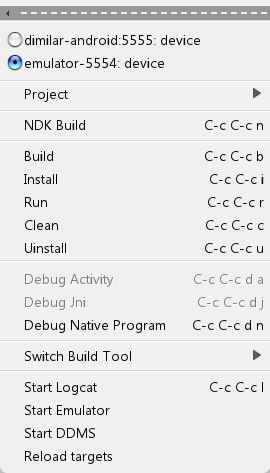 dimilar-android:5555: device
emulator-5554: device
Project
NDK Build C-c C-c n
Build C-c C-c b
Install C-c C-c i
Run C-c C-c r
Clean C-c C-c c
Uinstall C-c C-c u
Debug Activity C-c C-c d a
Debug Jni C-c C-c d j
Debug Native Program C-c C-c d n
Switch Build Tool
Start Logcat C-c C-c l
Start Emulator
Start DDMS
Reload targets